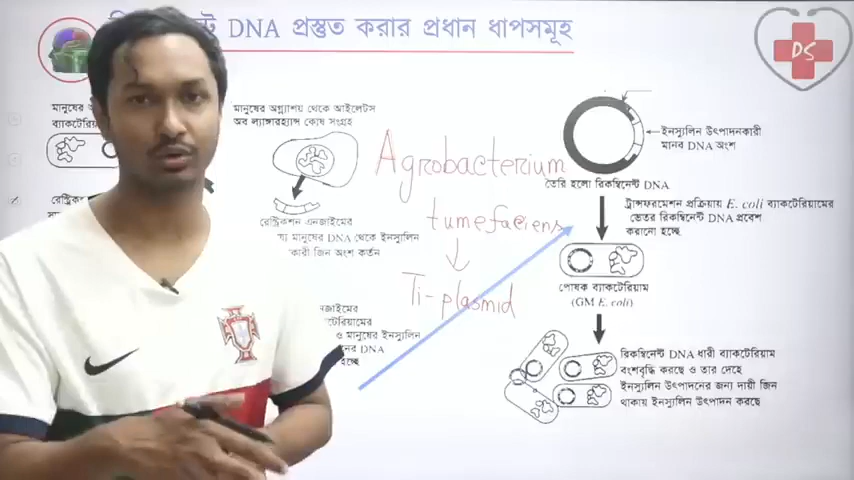 DNA প্রস্তুত করার প্রধান ধাপসমূহ
DS
মানুষের
ব্যাকটেরি
মানুষের অগ্ন্যাশয় থেকে আইলেটস
অব ল্যাঙ্গারহ্যান্স কোষ সংগ্রহ
রেস্ট্রিকশন এনজাইমের
মানুষের DNA থেকে ইনসুলিন
কারী জিন অংশ কর্তন
Agrobacterium
tumefaciens
Ti-plasmid
নজাইমের
টেরিয়ামের
ও মানুষের ইনস্যুলিন
নের DNA
হচ্ছে
ইনস্যুলিন উৎপাদনকারী
মানব DNA অংশ
তৈরি হলো রিকম্বিনেন্ট DNA
ট্রান্সফরমেশন প্রক্রিয়ায় E. coli ব্যাকটেরিয়ামের
ভেতর রিকম্বিনেন্ট DNA প্রবেশ
করানো হচ্ছে
পোষক ব্যাকটেরিয়াম
(GM E. coli)
রিকম্বিনেন্ট DNA ধারী ব্যাকটেরিয়াম
বংশবৃদ্ধি করছে ও তার দেহে
ইনস্যুলিন উৎপাদনের জন্য দায়ী জিন
থাকায় ইনস্যুলিন উৎপাদন করছে